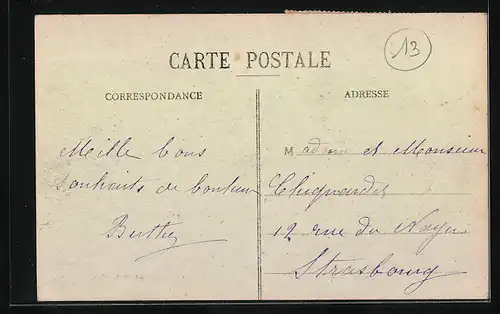 13
CARTE POSTALE
CORRESPONDANCE
ADRESSE
Mille bons
souhaits de bonheur
Berthe
Madame et Monsieur
12 rue du
Strasbourg